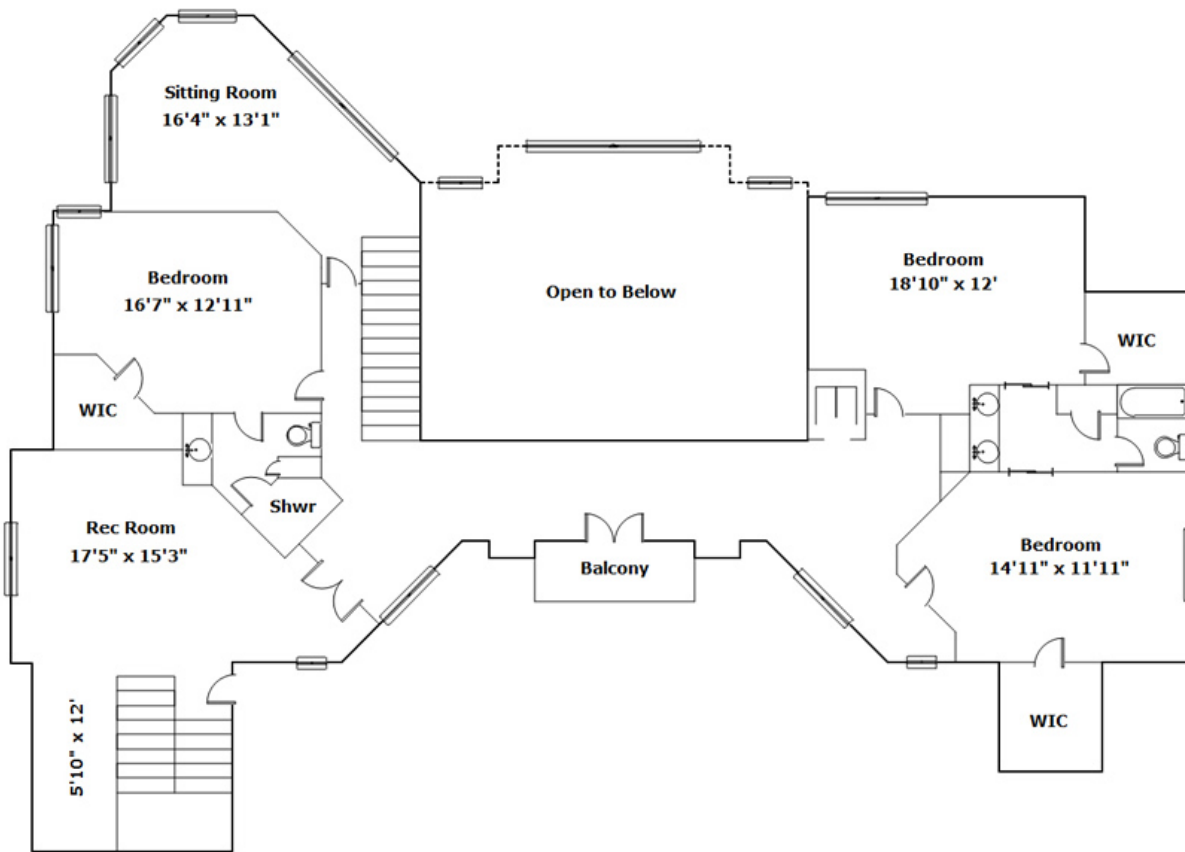 Sitting Room
16'4" x 13'1"
Bedroom
16'7" x 12'11"
Open to Below
Bedroom
18'10" x 12'
WIC
WIC
Shwr
Rec Room
17'5" x 15'3"
Balcony
Bedroom
14'11" x 11'11"
5'10" x 12'
WIC